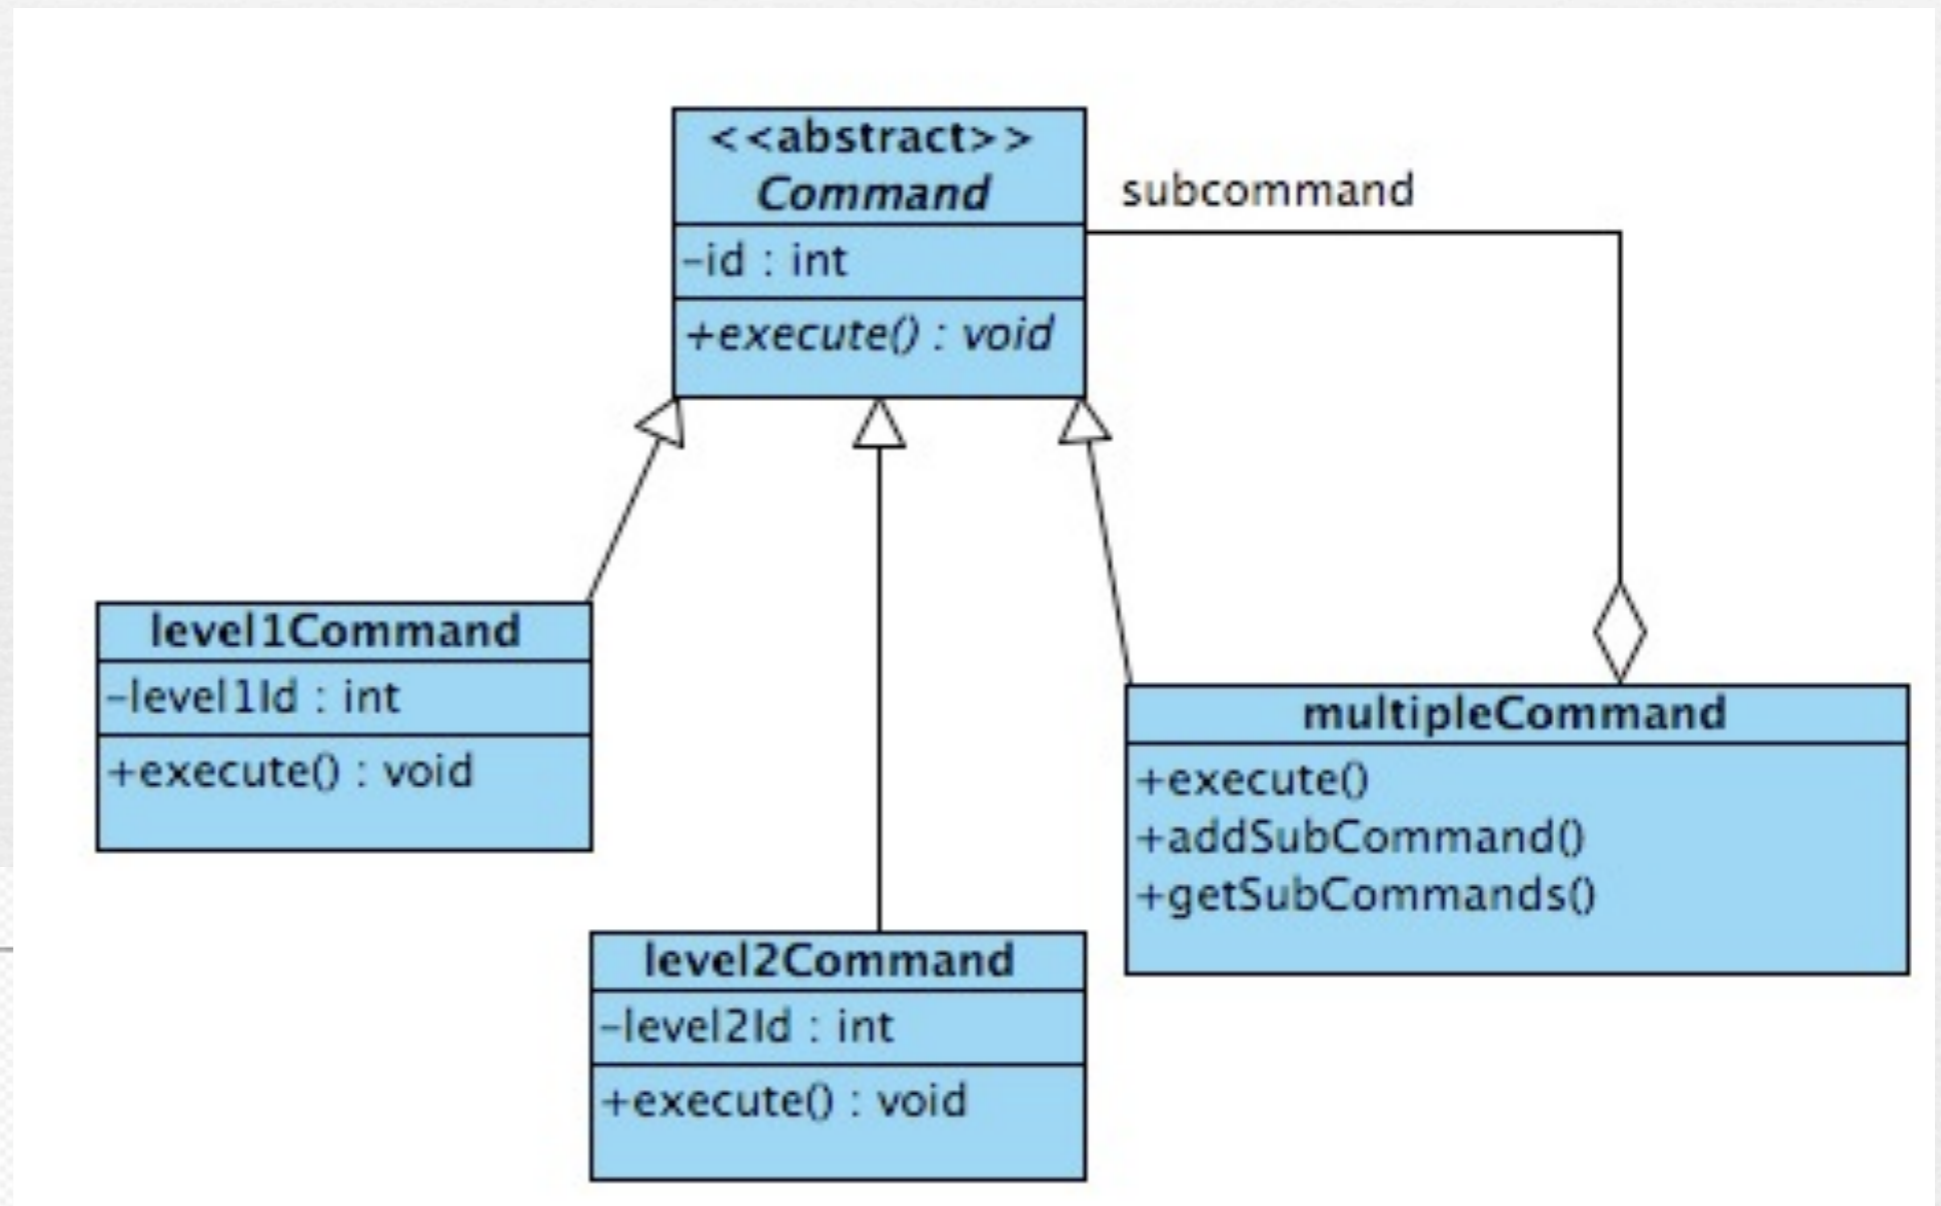 <<abstract>>
Command
-id : int
+execute() : void
subcommand
level1Command
-level1Id : int
+execute() : void
multipleCommand
+execute()
+addSubCommand()
+getSubCommands()
level2Command
-level2Id : int
+execute() : void